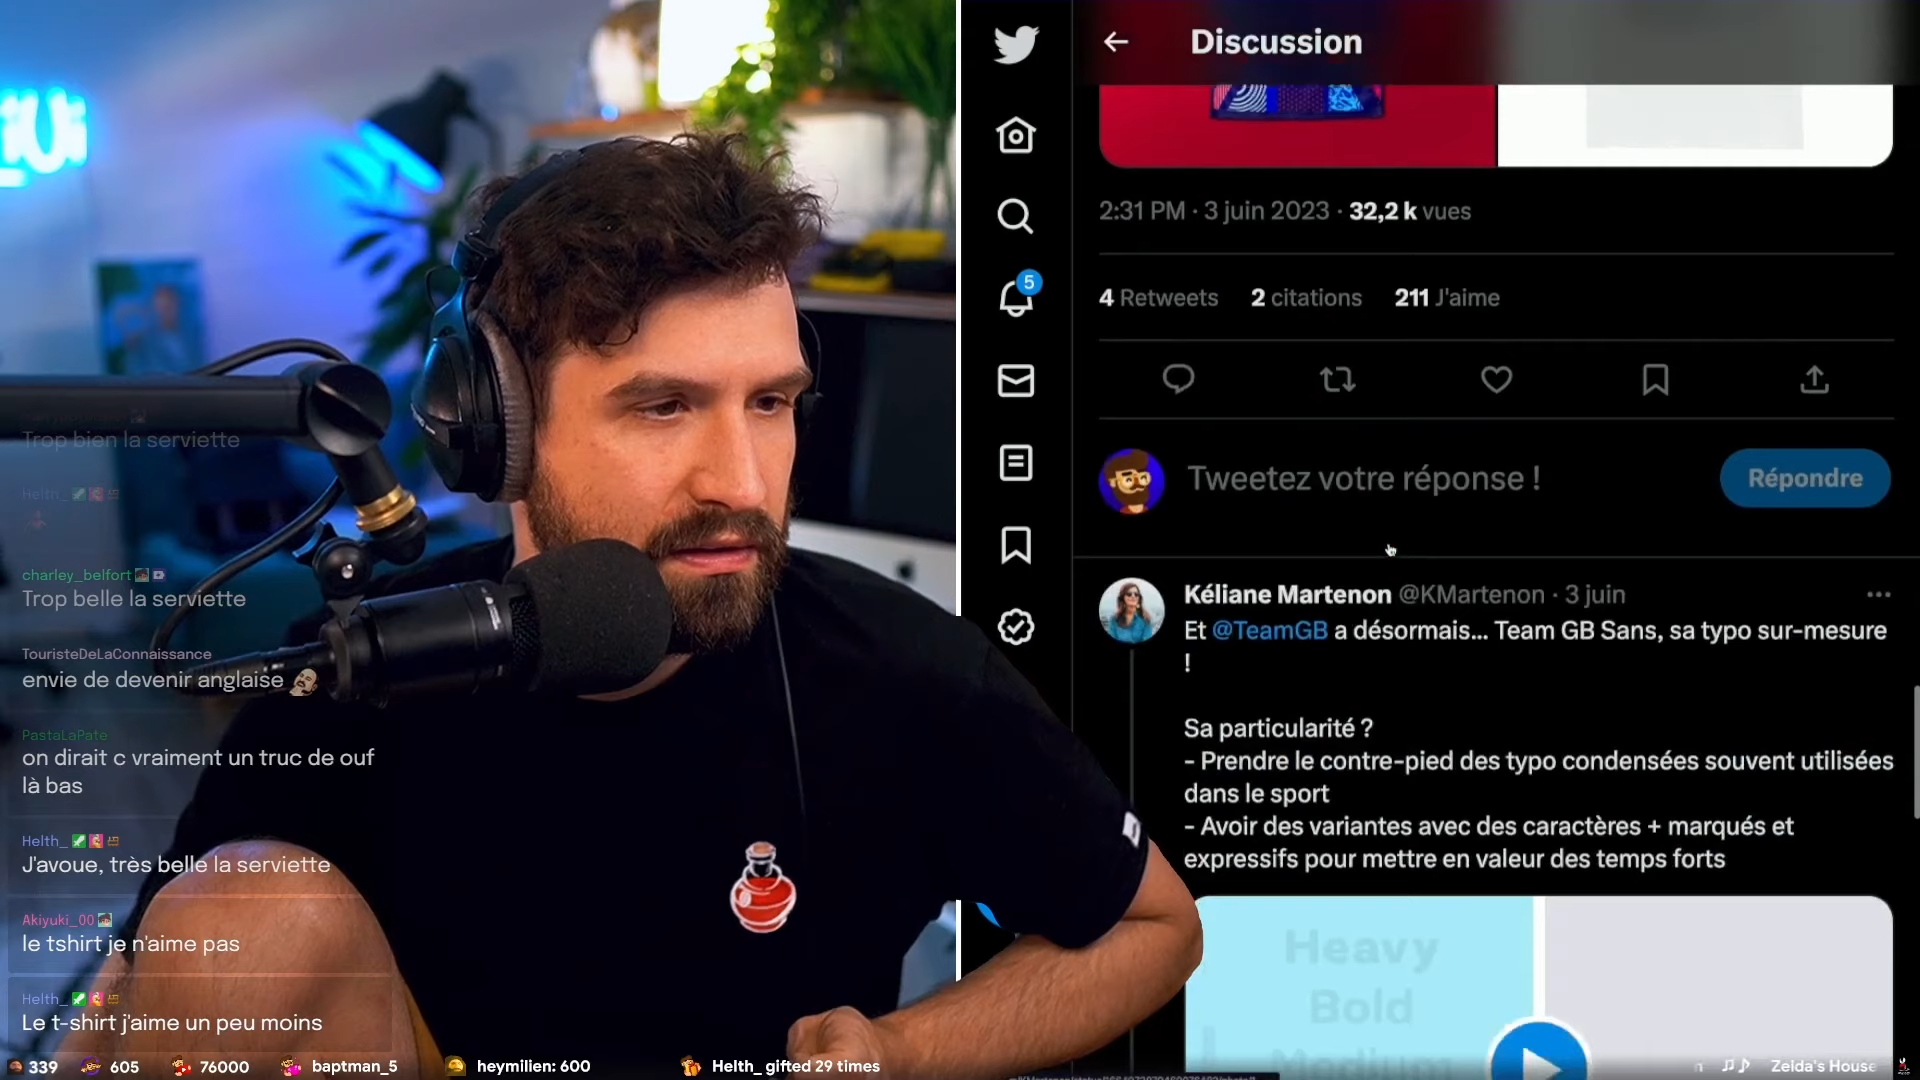 Discussion
2:31 PM · 3 juin 2023 · 32,2 k vues
4 Retweets 2 citations 211 J'aime
5
Tweetez votre réponse !
Répondre
Kéliane Martenon @KMartenon · 3 juin
Et @TeamGB a désormais... Team GB Sans, sa typo sur-mesure
!
Sa particularité ?
- Prendre le contre-pied des typo condensées souvent utilisées
dans le sport
- Avoir des variantes avec des caractères + marqués et
expressifs pour mettre en valeur des temps forts
Heavy
Bold
Medium
Trop bien la serviette
Helth_
charley_belfort
Trop belle la serviette
TouristeDeLaConnaissance
envie de devenir anglaise
PastaLaPate
on dirait c vraiment un truc de ouf
là bas
Helth_
J'avoue, très belle la serviette
Akiyuki_00
le tshirt je n'aime pas
Helth_
Le t-shirt j'aime un peu moins
339 605 76000 baptman_5 heymilien: 600 Helth_ gifted 29 times
Zelda's House